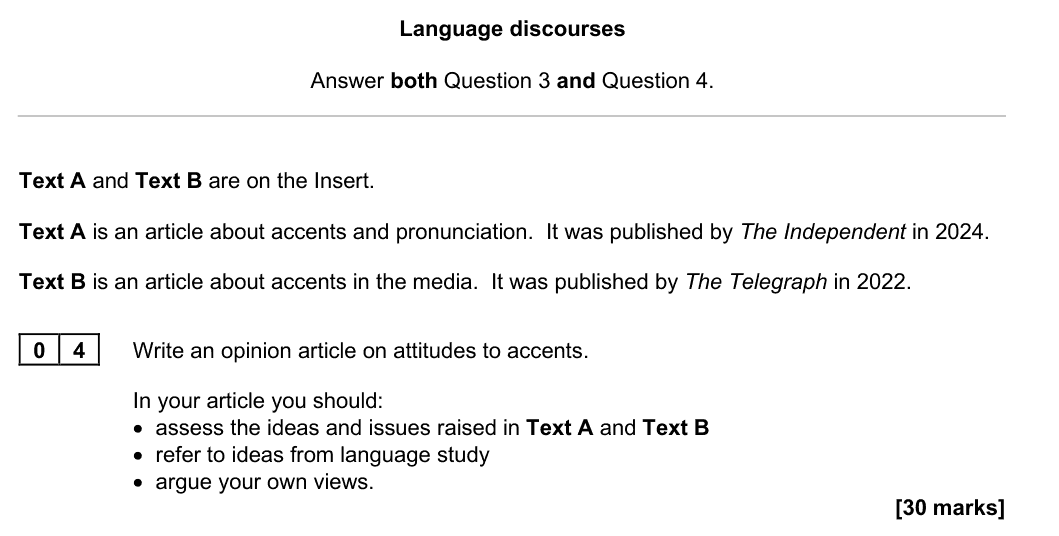 Language discourses
Answer both Question 3 and Question 4.
Text A and Text B are on the Insert.
Text A is an article about accents and pronunciation.  It was published by The Independent in 2024.
Text B is an article about accents in the media.  It was published by The Telegraph in 2022.
0 4 Write an opinion article on attitudes to accents.
In your article you should:
• assess the ideas and issues raised in Text A and Text B
• refer to ideas from language study
• argue your own views.
[30 marks]